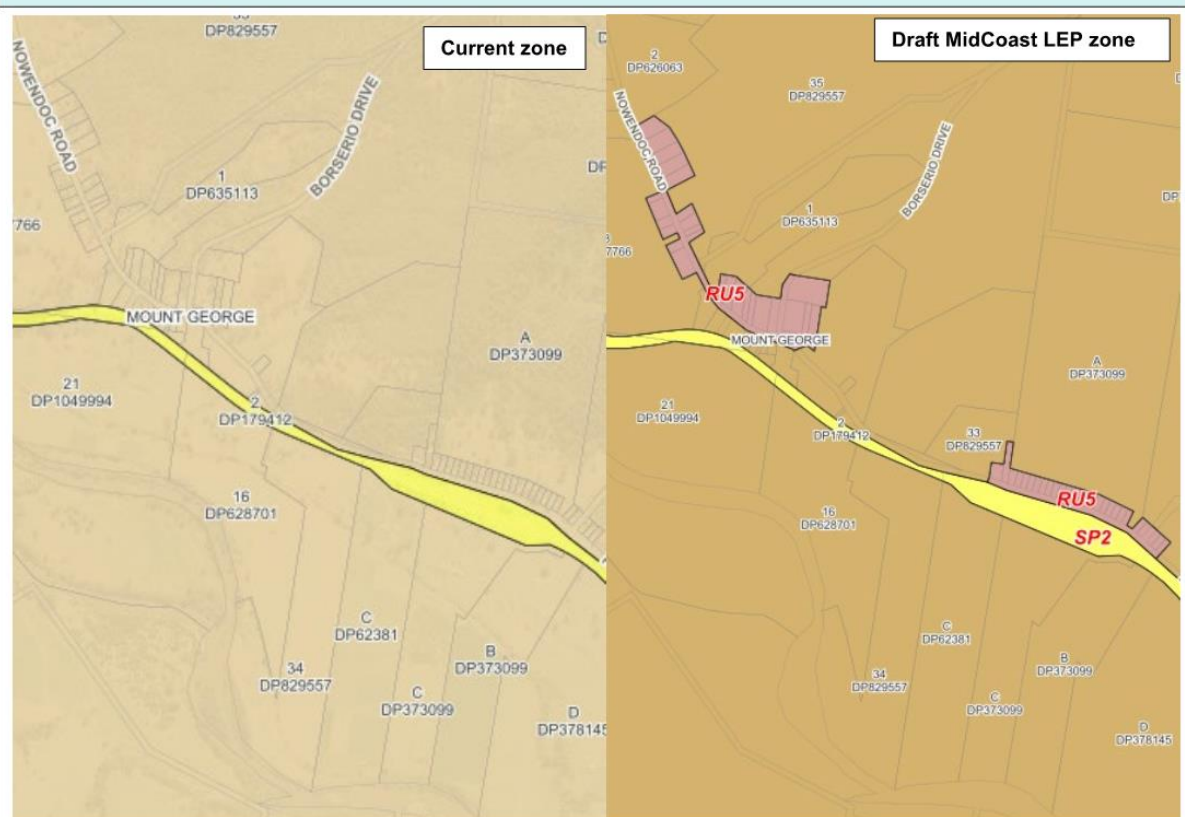 DP829557
Current zone
NOWENDOC ROAD
BORSERIO DRIVE
1
DP635113
7766
MOUNT GEORGE
A
DP373099
21
DP1049994
2
DP179412
16
DP628701
C
DP62381
B
DP373099
34
DP829557
C
DP373099
D
DP378145
Draft MidCoast LEP zone
2
DP626063
35
DP829557
NOWENDOC ROAD
BORSERIO DRIVE
1
DP635113
7766
RU5
MOUNT GEORGE
A
DP373099
21
DP1049994
2
DP179412
33
DP829557
RU5
16
DP628701
SP2
C
DP62381
B
DP373099
34
DP829557
C
DP373099
D
DP378145